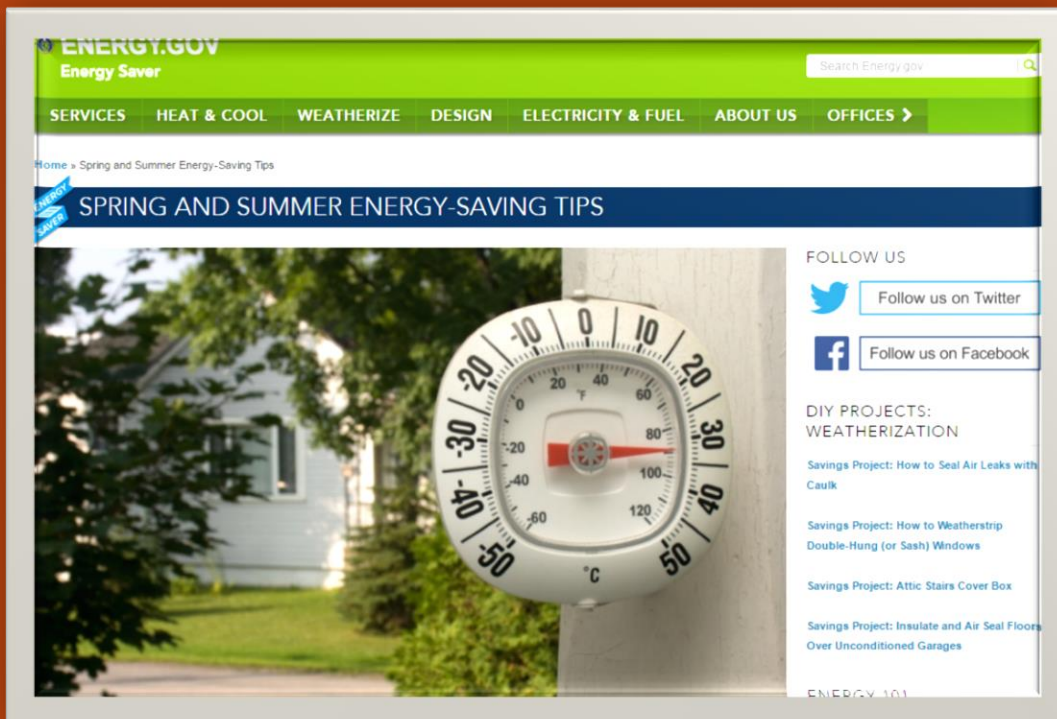 ENERGY.GOV
Energy Saver
Search Energy.gov
SERVICES HEAT & COOL WEATHERIZE DESIGN ELECTRICITY & FUEL ABOUT US OFFICES
Home » Spring and Summer Energy-Saving Tips
ENERGY
SAVER
SPRING AND SUMMER ENERGY-SAVING TIPS
-50 -40 -30 -20 -10 0 10 20 30 40 50
°C
-60 -40 -20 0 20 40 60 80 100 120
°F
FOLLOW US
Follow us on Twitter
Follow us on Facebook
DIY PROJECTS:
WEATHERIZATION
Savings Project: How to Seal Air Leaks with
Caulk
Savings Project: How to Weatherstrip
Double-Hung (or Sash) Windows
Savings Project: Attic Stairs Cover Box
Savings Project: Insulate and Air Seal Floors
Over Unconditioned Garages
ENERGY 101